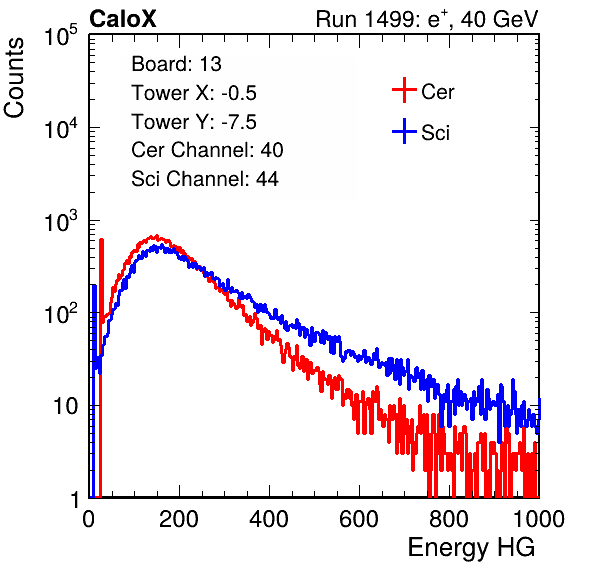 CaloX Run 1499: e⁺, 40 GeV
Counts
Board: 13
Tower X: -0.5
Tower Y: -7.5
Cer Channel: 40
Sci Channel: 44
Cer
Sci
10⁵
10⁴
10³
10²
10
1
0 200 400 600 800 1000
Energy HG